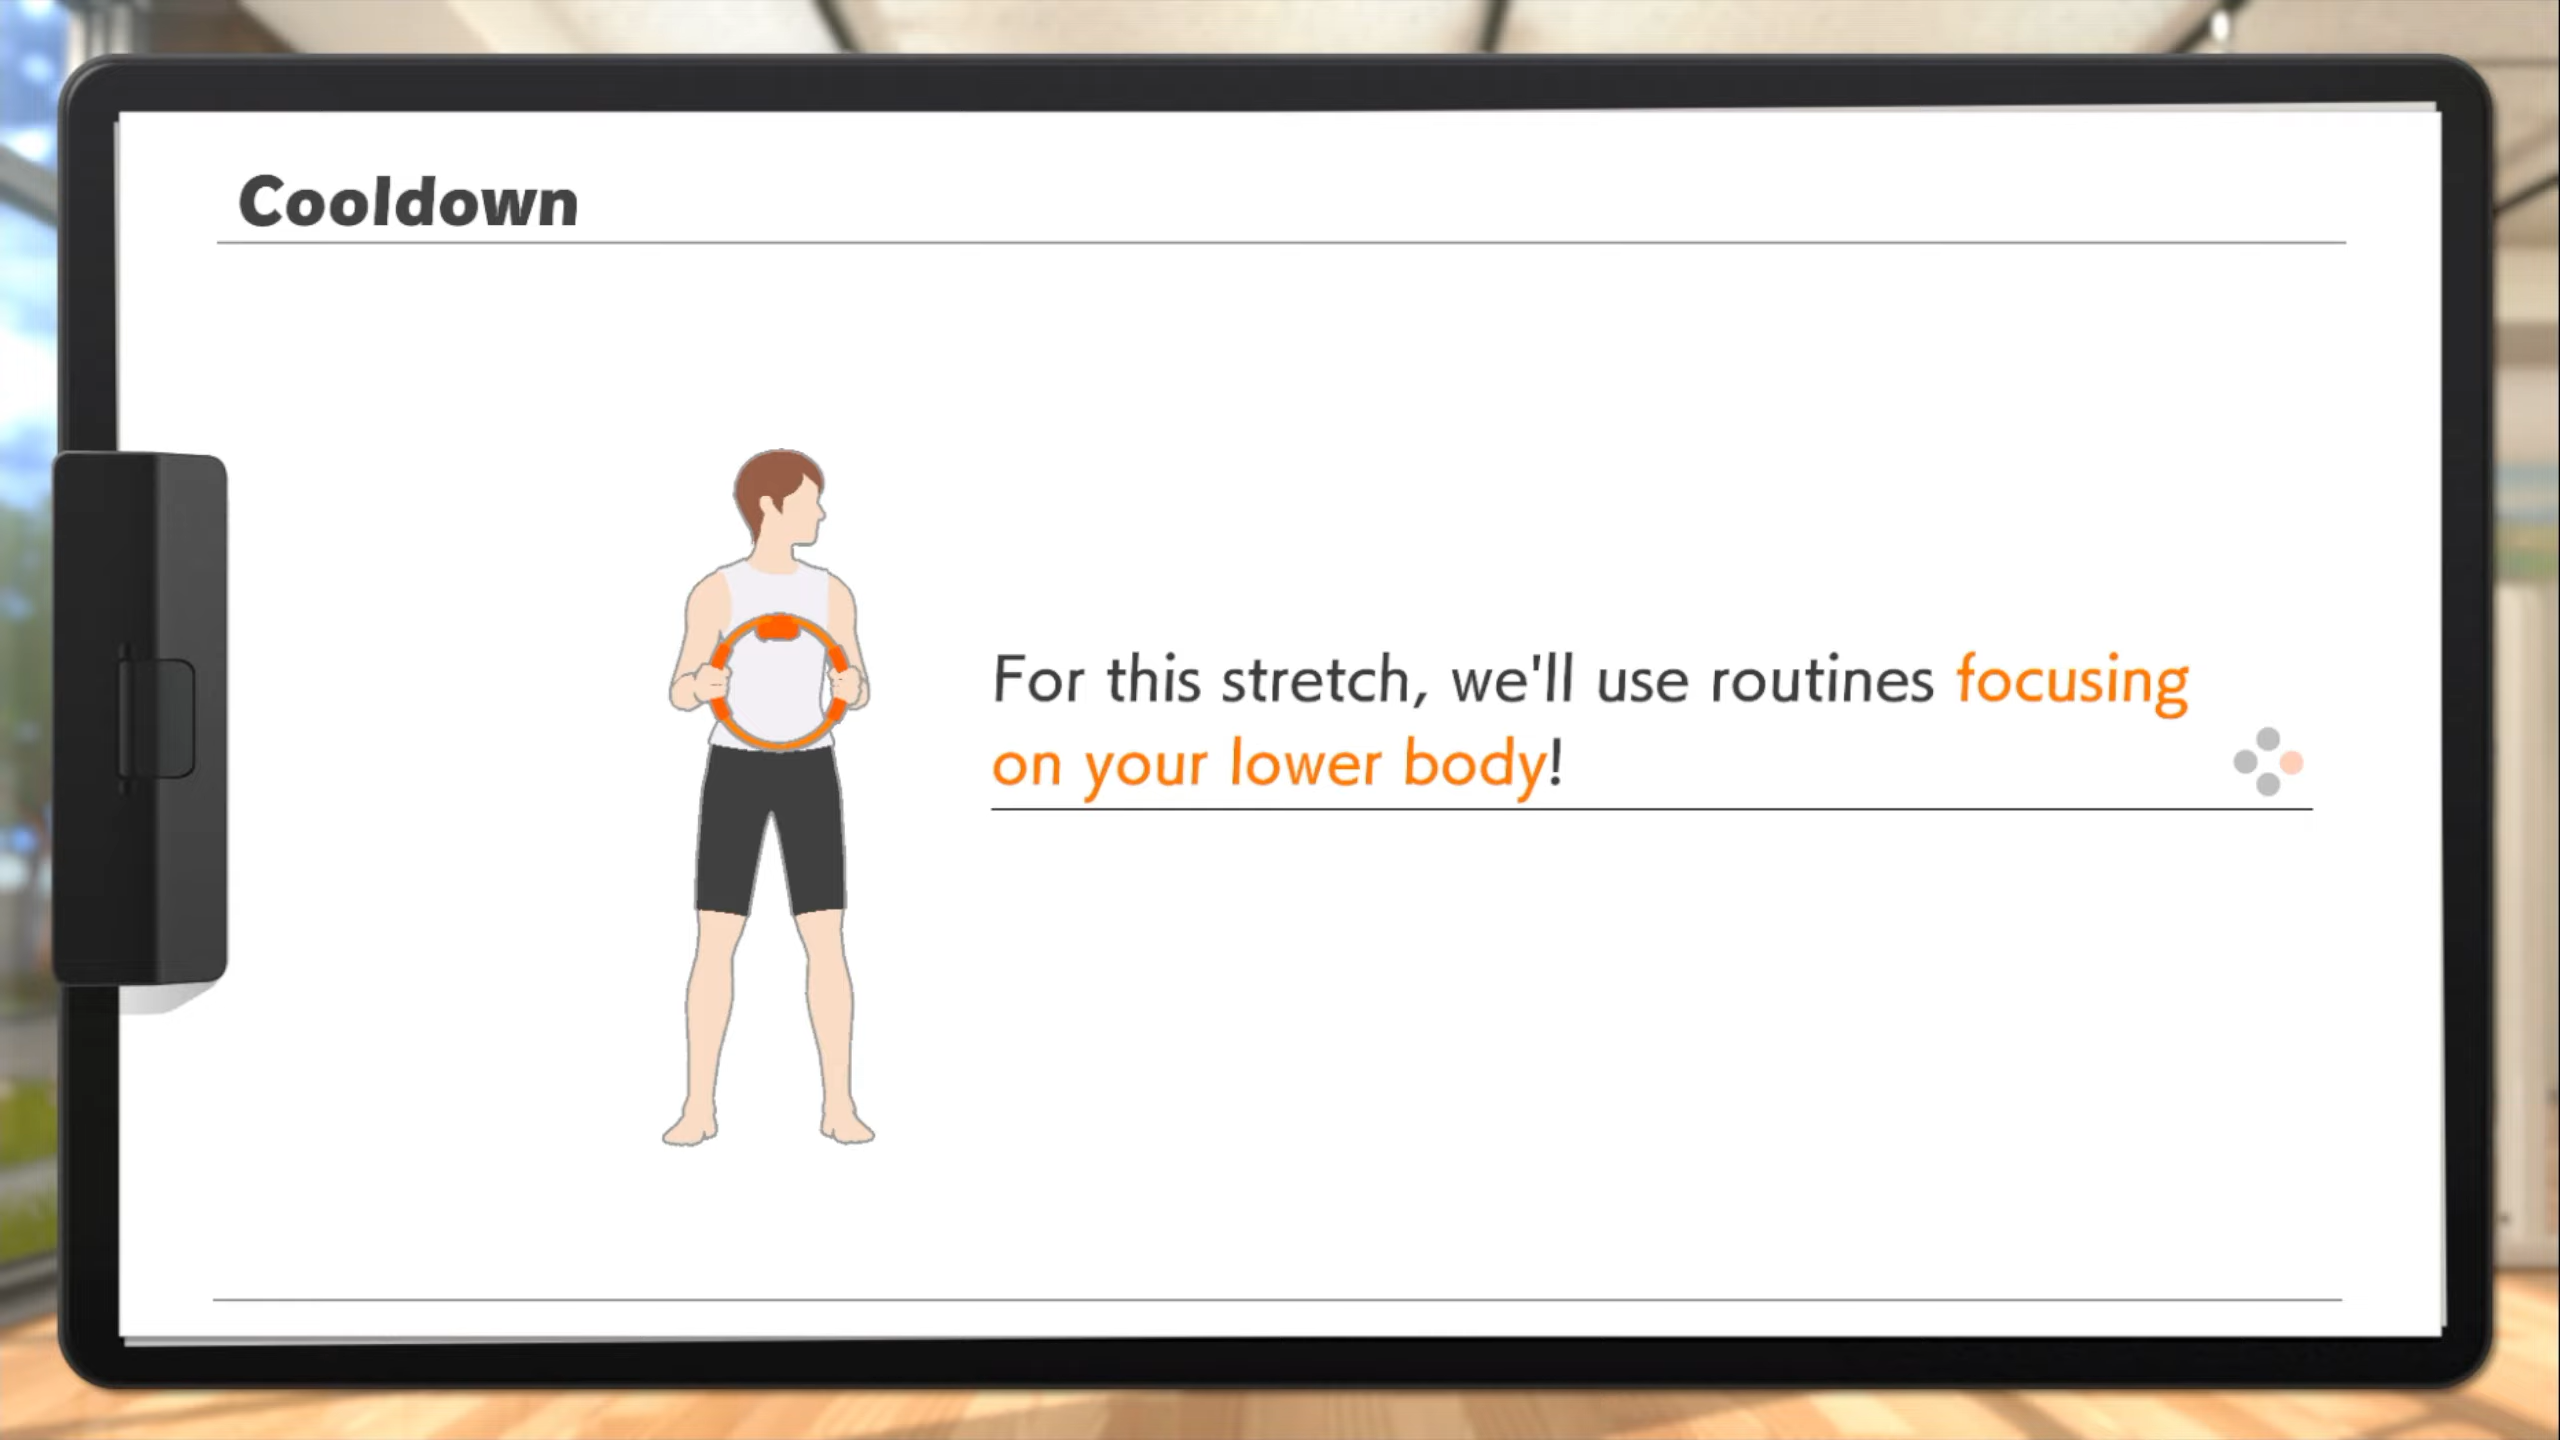 Cooldown
For this stretch, we'll use routines focusing
on your lower body!